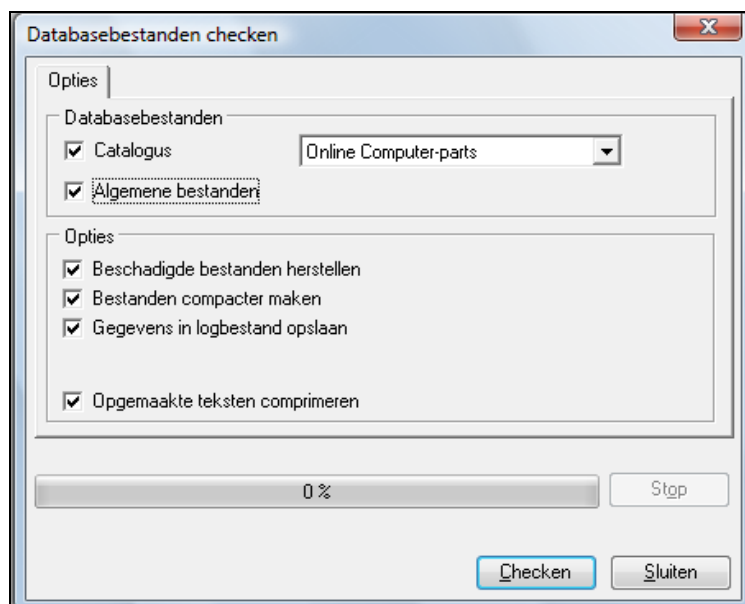 Databasebestanden checken
Opties
Databasebestanden
Catalogus Online Computer-parts
Algemene bestanden
Opties
Beschadigde bestanden herstellen
Bestanden compacter maken
Gegevens in logbestand opslaan
Opgemaakte teksten comprimeren
0 % Stop
Checken Sluiten